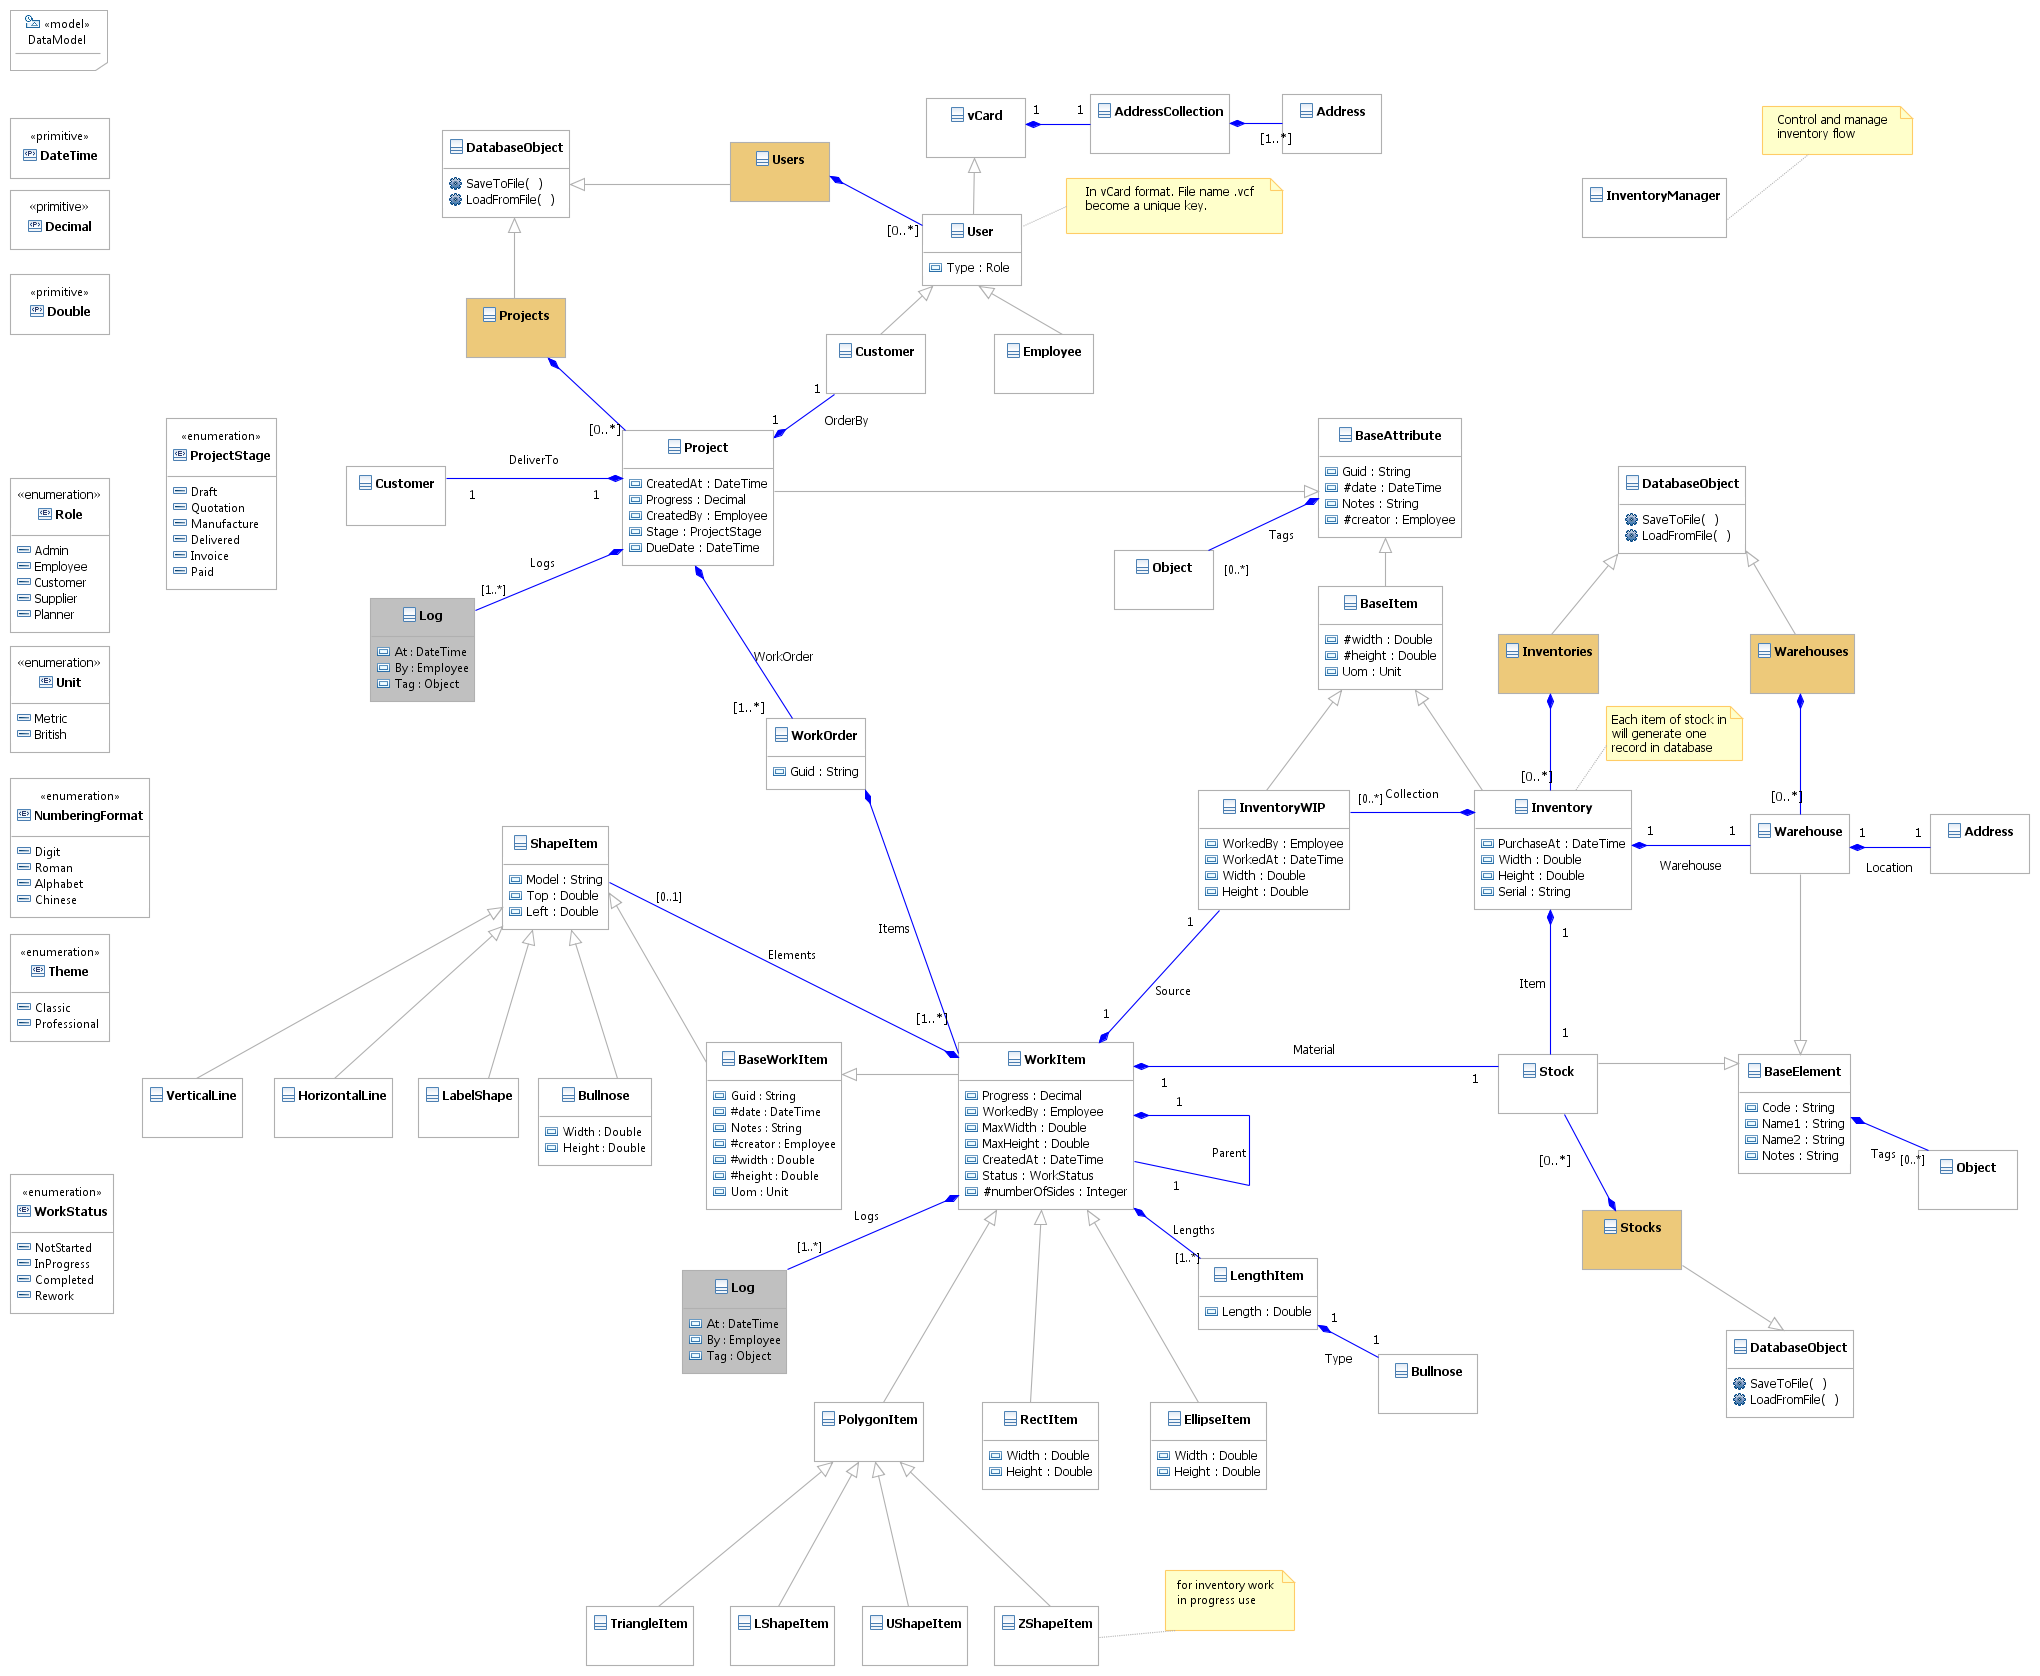 «model»
DataModel
«primitive»
DateTime
«primitive»
Decimal
«primitive»
Double
«enumeration»
ProjectStage
Draft
Quotation
Manufacture
Delivered
Invoice
Paid
«enumeration»
Role
Admin
Employee
Customer
Supplier
Planner
«enumeration»
Unit
Metric
British
«enumeration»
NumberingFormat
Digit
Roman
Alphabet
Chinese
«enumeration»
Theme
Classic
Professional
«enumeration»
WorkStatus
NotStarted
InProgress
Completed
Rework
DatabaseObject
SaveToFile( )
LoadFromFile( )
Users
[0..*]
vCard
1
1
AddressCollection
[1..*]
Address
In vCard format. File name .vcf
become a unique key.
User
Type : Role
Control and manage
inventory flow
InventoryManager
Projects
[0..*]
Customer
Employee
1
1
OrderBy
Project
CreatedAt : DateTime
Progress : Decimal
CreatedBy : Employee
Stage : ProjectStage
DueDate : DateTime
DeliverTo
1
1
Customer
Logs
[1..*]
Log
At : DateTime
By : Employee
Tag : Object
WorkOrder
[1..*]
WorkOrder
Guid : String
BaseAttribute
Guid : String
#date : DateTime
Notes : String
#creator : Employee
Tags
[0..*]
Object
BaseItem
#width : Double
#height : Double
Uom : Unit
DatabaseObject
SaveToFile( )
LoadFromFile( )
Inventories
Warehouses
Each item of stock in
will generate one
record in database
[0..*]
[0..*]
InventoryWIP
WorkedBy : Employee
WorkedAt : DateTime
Width : Double
Height : Double
[0..*]
Collection
Inventory
PurchaseAt : DateTime
Width : Double
Height : Double
Serial : String
1
1
Warehouse
Warehouse
1
1
Location
Address
ShapeItem
Model : String
Top : Double
Left : Double
[0..1]
Elements
Items
[1..*]
1
Source
1
1
Item
1
VerticalLine
HorizontalLine
LabelShape
Bullnose
Width : Double
Height : Double
BaseWorkItem
Guid : String
#date : DateTime
Notes : String
#creator : Employee
#width : Double
#height : Double
Uom : Unit
WorkItem
Progress : Decimal
WorkedBy : Employee
MaxWidth : Double
MaxHeight : Double
CreatedAt : DateTime
Status : WorkStatus
#numberOfSides : Integer
Material
1
1
1
Parent
1
Stock
BaseElement
Code : String
Name1 : String
Name2 : String
Notes : String
Tags
[0..*]
Object
[0..*]
Stocks
Logs
[1..*]
Log
At : DateTime
By : Employee
Tag : Object
Lengths
[1..*]
LengthItem
Length : Double
1
1
Type
Bullnose
DatabaseObject
SaveToFile( )
LoadFromFile( )
PolygonItem
RectItem
Width : Double
Height : Double
EllipseItem
Width : Double
Height : Double
TriangleItem
LShapeItem
UShapeItem
ZShapeItem
for inventory work
in progress use